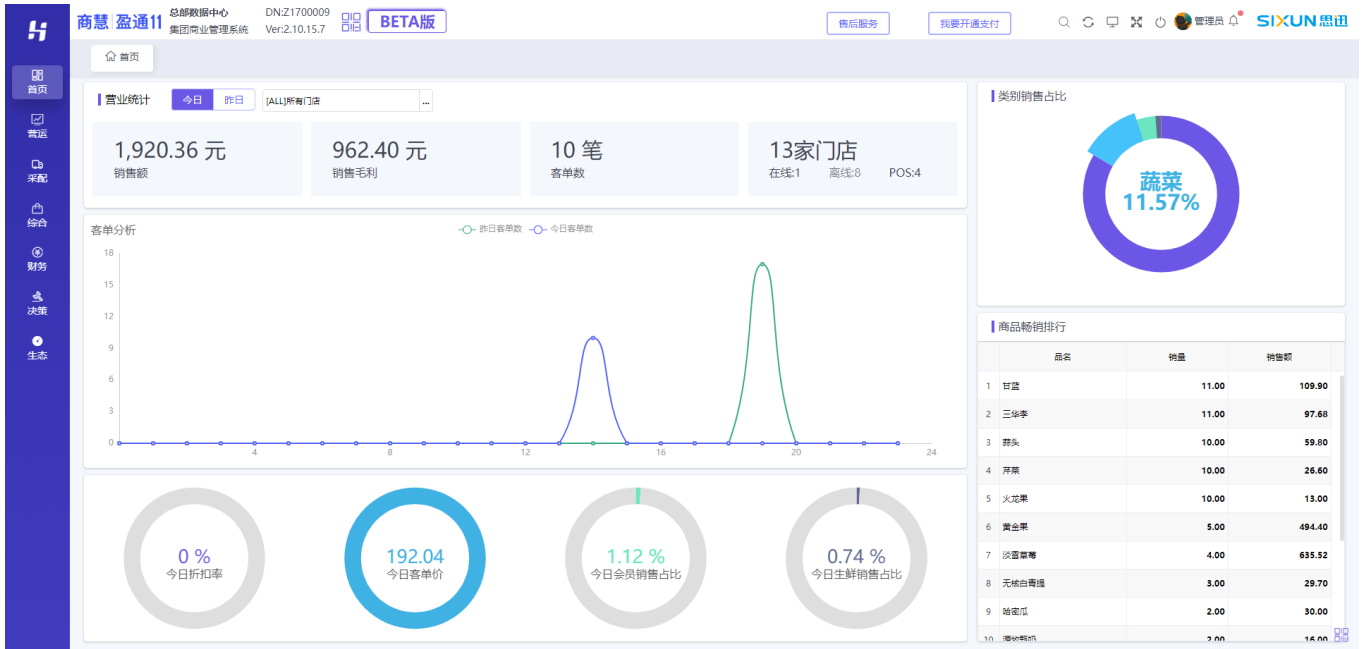 商慧 盈通11
总部数据中心
集团商业管理系统
DN:Z1700009
Ver:2.10.15.7
BETA版
售后服务
我要开通支付
管理员
SIXUN思迅
首页
营运
采配
综合
财务
决策
生态
首页
营业统计
今日 昨日
[ALL]所有门店
...
1,920.36 元
销售额
962.40 元
销售毛利
10 笔
客单数
13家门店
在线:1 离线:8 POS:4
客单分析
昨日客单数 今日客单数
18
15
12
9
6
3
0
4 8 12 16 20 24
0 %
今日折扣率
192.04
今日客单价
1.12 %
今日会员销售占比
0.74 %
今日生鲜销售占比
类别销售占比
蔬菜
11.57%
商品畅销排行
品名 销量 销售额
1 甘蓝 11.00 109.90
2 三华李 11.00 97.68
3 蒜头 10.00 59.80
4 芹菜 10.00 26.60
5 火龙果 10.00 13.00
6 黄金果 5.00 494.40
7 淡雪草莓 4.00 635.52
8 无核白青提 3.00 29.70
9 哈密瓜 2.00 30.00
10 2.00 16.00